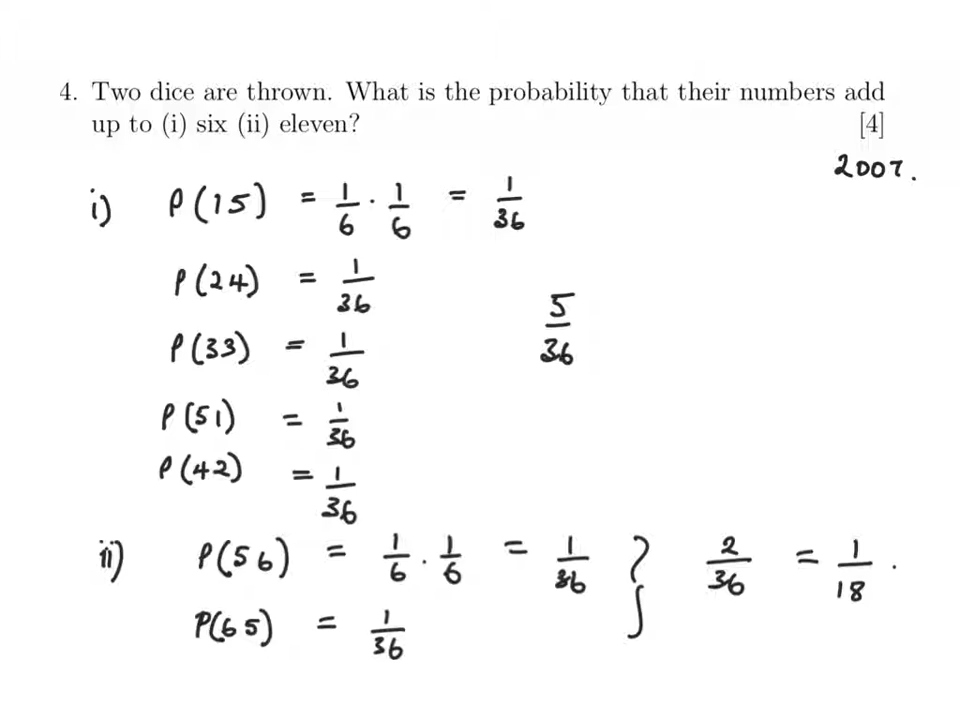 4. Two dice are thrown. What is the probability that their numbers add
up to (i) six (ii) eleven? [4]
2007.
i) P(15) = 1/6 · 1/6 = 1/36
P(24) = 1/36
5/36
P(33) = 1/36
P(51) = 1/36
P(42) = 1/36
ii) P(56) = 1/6 · 1/6 = 1/36 } 2/36 = 1/18 .
P(65) = 1/36